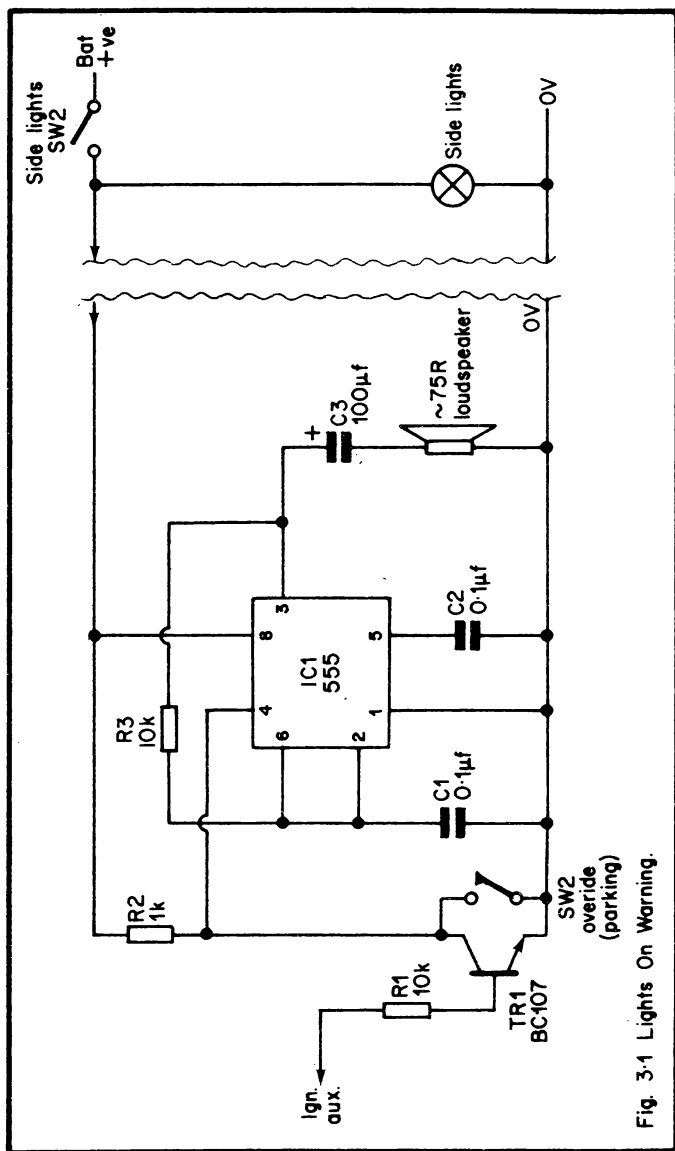 Side lights
SW2
Bat
+ve
Side lights
0V
0V
~75R
loudspeaker
+
C3
100µf
R3
10k
4
8
3
6
IC1
555
2
1
5
C2
0·1µf
C1
0·1µf
R2
1k
SW2
overide
(parking)
R1
10k
TR1
BC107
Ign.
aux.
Fig. 3·1 Lights On Warning.